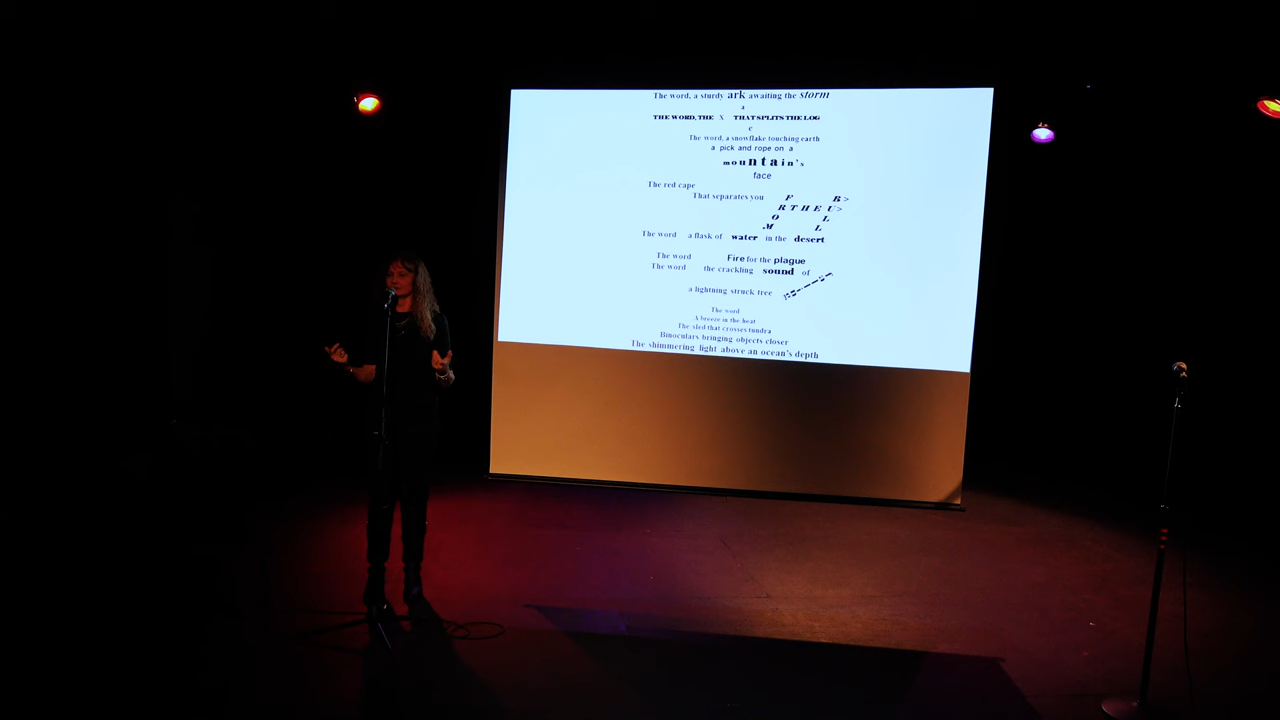 The word, a sturdy ark awaiting the storm
a
THE WORD, THE X THAT SPLITS THE LOG
e
The word, a snowflake touching earth
a pick and rope on a
mountain's
face
The red cape
That separates you F B>
R T H E U>
O L
M L
The word a flask of water in the desert
The word Fire for the plague
The word the crackling sound of
a lightning struck tree
The word
A breeze in the heat
The sled that crosses tundra
Binoculars bringing objects closer
The shimmering light above an ocean's depth